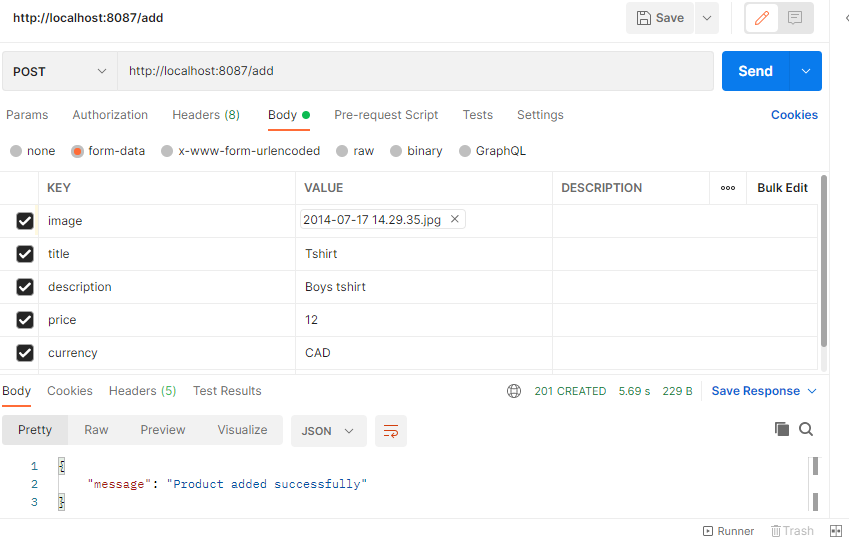 http://localhost:8087/add
Save
POST
http://localhost:8087/add
Send
Params Authorization Headers (8) Body Pre-request Script Tests Settings Cookies
none form-data x-www-form-urlencoded raw binary GraphQL
KEY VALUE DESCRIPTION Bulk Edit
image 2014-07-17 14.29.35.jpg
title Tshirt
description Boys tshirt
price 12
currency CAD
Body Cookies Headers (5) Test Results 201 CREATED 5.69 s 229 B Save Response
Pretty Raw Preview Visualize JSON
1 {
2 "message": "Product added successfully"
3 }
Runner Trash